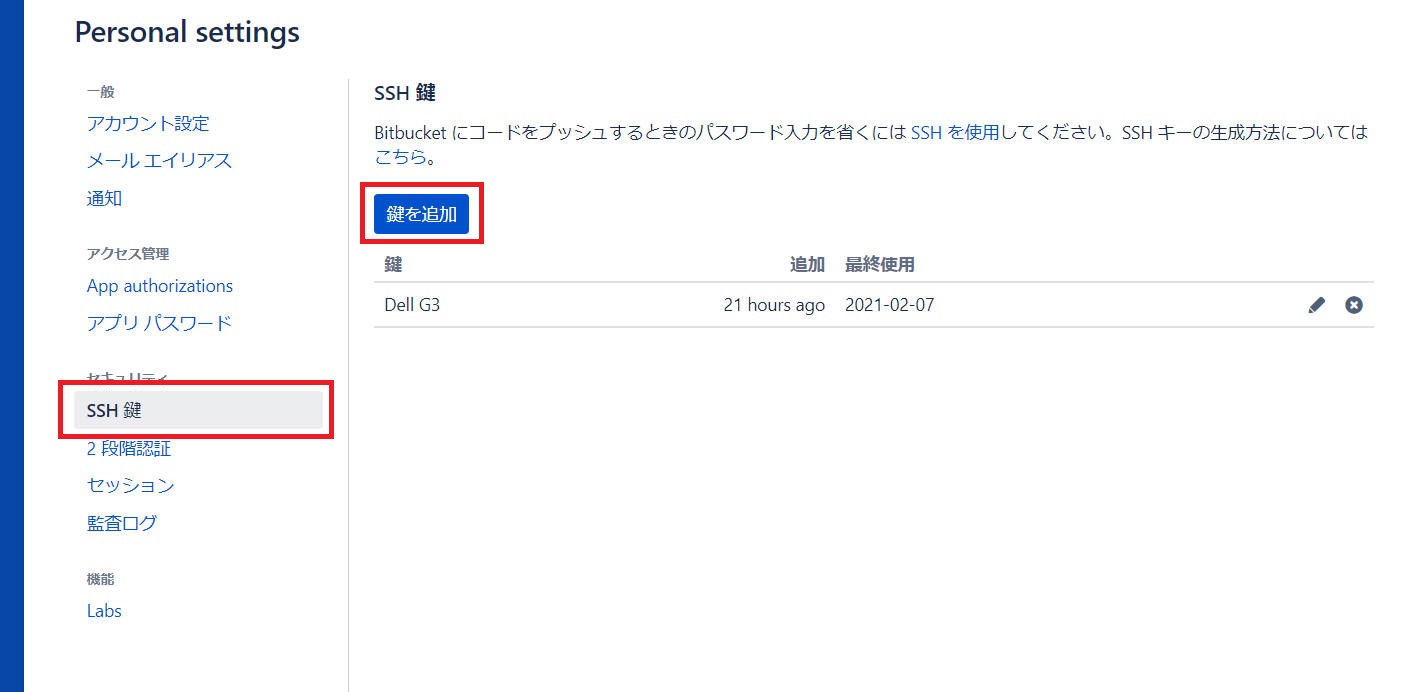 Personal settings
一般
アカウント設定
メール エイリアス
通知
アクセス管理
App authorizations
アプリ パスワード
セキュリティ
SSH 鍵
2 段階認証
セッション
監査ログ
機能
Labs
SSH 鍵
Bitbucket にコードをプッシュするときのパスワード入力を省くには SSH を使用してください。SSH キーの生成方法については
こちら。
鍵を追加
鍵 追加 最終使用
Dell G3 21 hours ago 2021-02-07